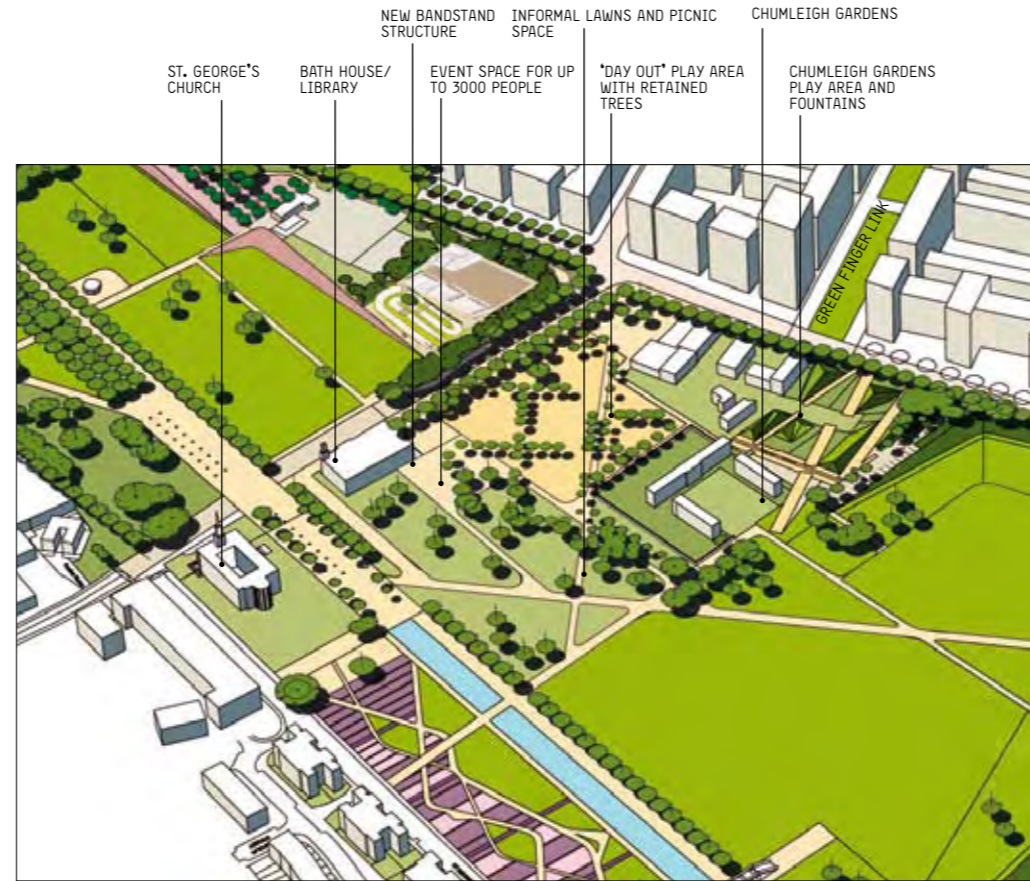 NEW BANDSTAND
STRUCTURE
INFORMAL LAWNS AND PICNIC
SPACE
CHUMLEIGH GARDENS
ST. GEORGE'S
CHURCH
BATH HOUSE/
LIBRARY
EVENT SPACE FOR UP
TO 3000 PEOPLE
'DAY OUT' PLAY AREA
WITH RETAINED
TREES
CHUMLEIGH GARDENS
PLAY AREA AND
FOUNTAINS
GREEN FINGER LINK